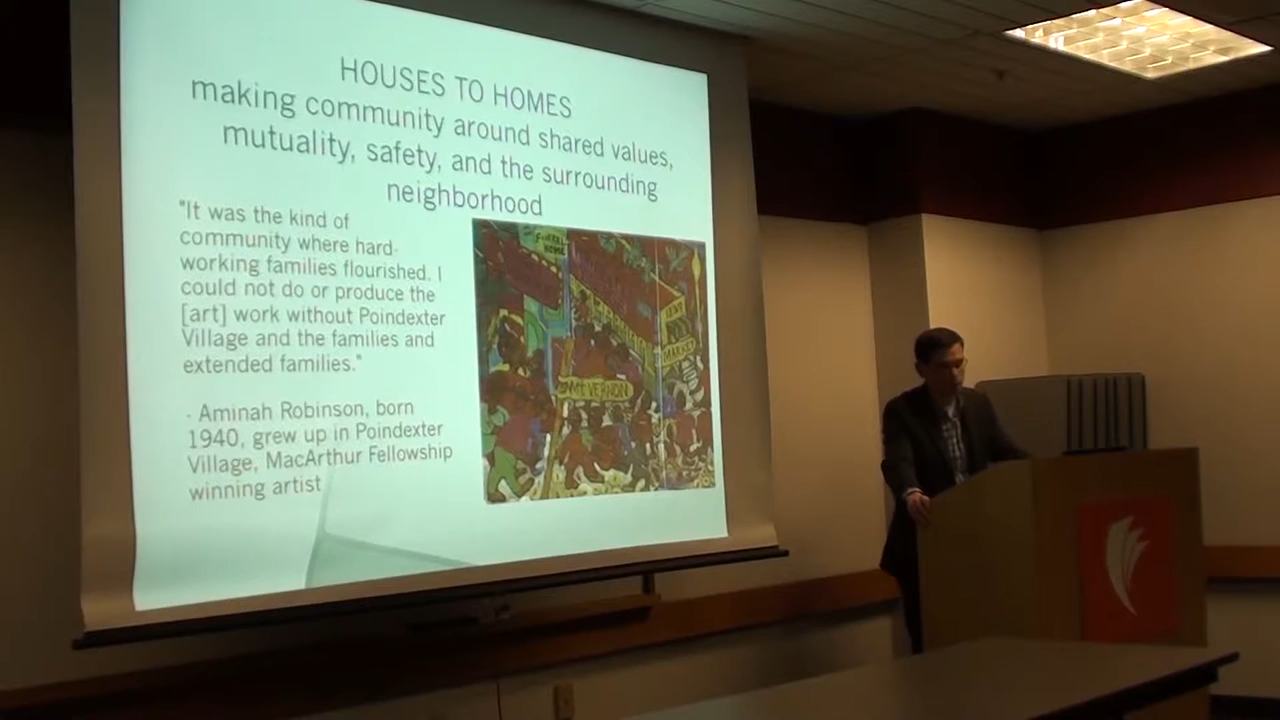 HOUSES TO HOMES
making community around shared values,
mutuality, safety, and the surrounding
neighborhood
"It was the kind of
community where hard-
working families flourished. I
could not do or produce the
[art] work without Poindexter
Village and the families and
extended families."
- Aminah Robinson, born
1940, grew up in Poindexter
Village, MacArthur Fellowship
winning artist
FUNERAL
HOME
MARKET
MT VERNON